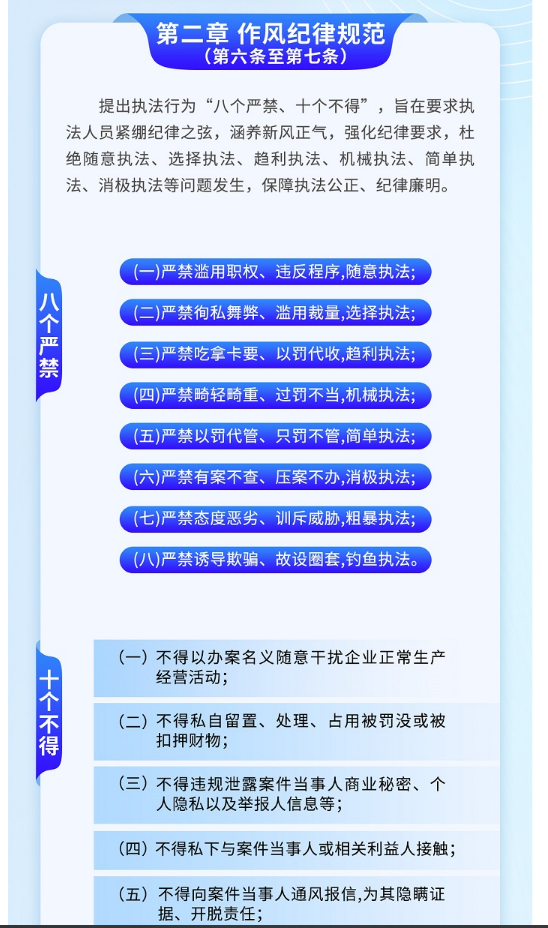 第二章 作风纪律规范
（第六条至第七条）
提出执法行为“八个严禁、十个不得”，旨在要求执
法人员紧绷纪律之弦，涵养新风正气，强化纪律要求，杜
绝随意执法、选择执法、趋利执法、机械执法、简单执
法、消极执法等问题发生，保障执法公正、纪律廉明。
八个严禁
(一)严禁滥用职权、违反程序,随意执法;
(二)严禁徇私舞弊、滥用裁量,选择执法;
(三)严禁吃拿卡要、以罚代收,趋利执法;
(四)严禁畸轻畸重、过罚不当,机械执法;
(五)严禁以罚代管、只罚不管,简单执法;
(六)严禁有案不查、压案不办,消极执法;
(七)严禁态度恶劣、训斥威胁,粗暴执法;
(八)严禁诱导欺骗、故设圈套,钓鱼执法。
十个不得
（一）不得以办案名义随意干扰企业正常生产
经营活动；
（二）不得私自留置、处理、占用被罚没或被
扣押财物；
（三）不得违规泄露案件当事人商业秘密、个
人隐私以及举报人信息等；
（四）不得私下与案件当事人或相关利益人接触；
（五）不得向案件当事人通风报信,为其隐瞒证
据、开脱责任；